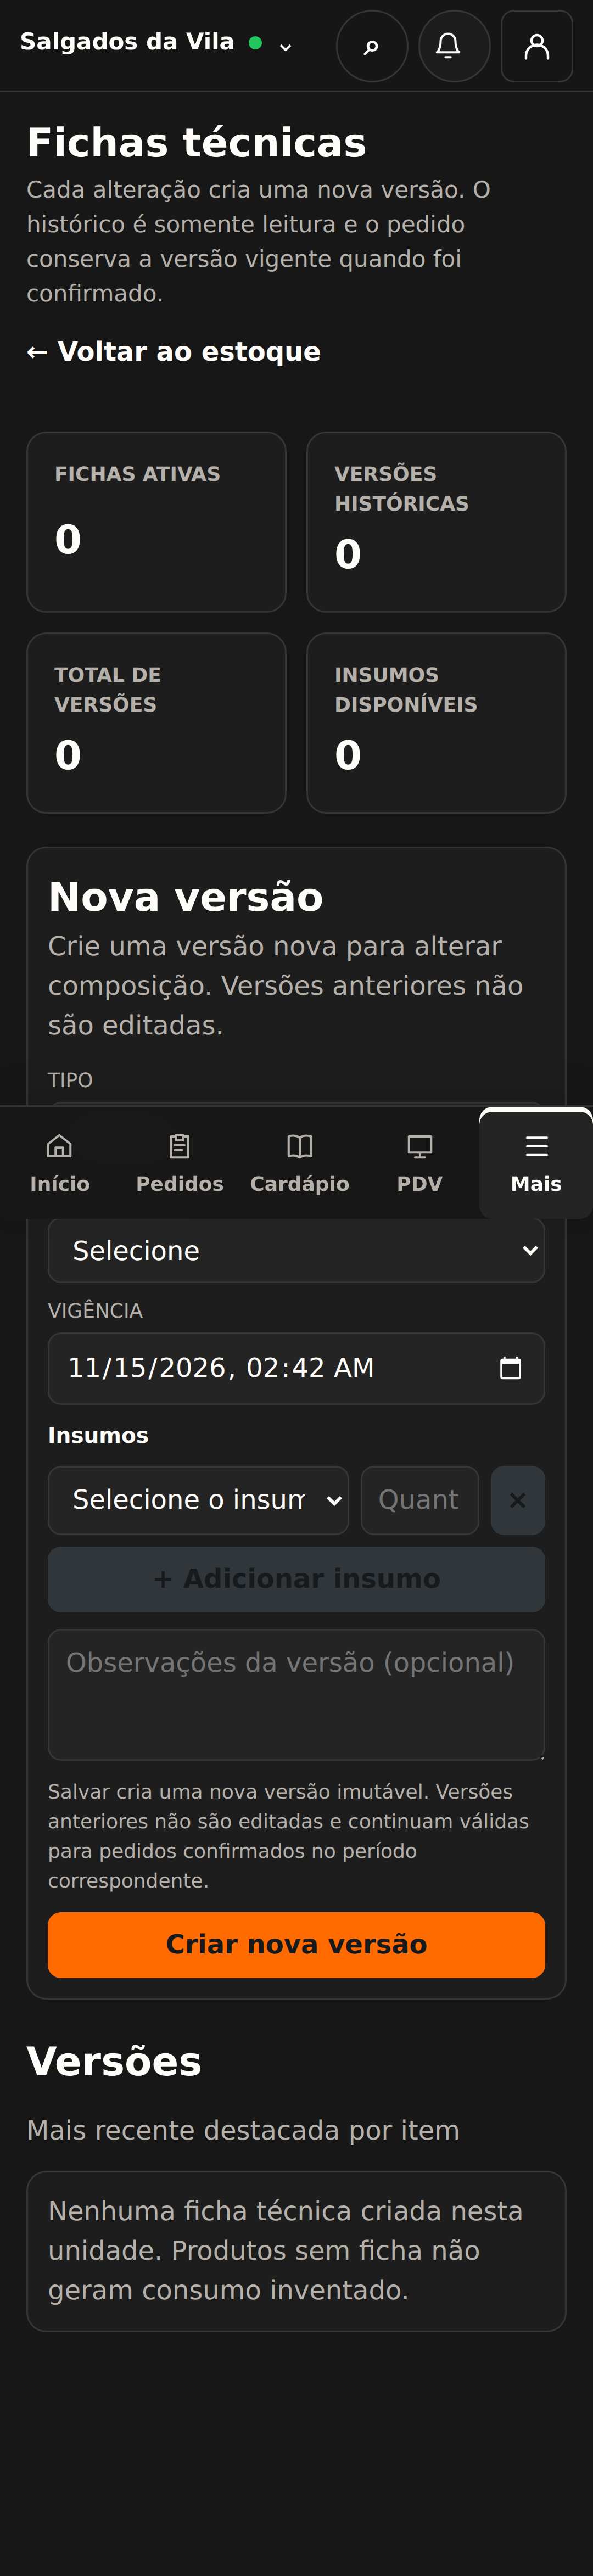 Salgados da Vila
Fichas técnicas
Cada alteração cria uma nova versão. O
histórico é somente leitura e o pedido
conserva a versão vigente quando foi
confirmado.
← Voltar ao estoque
FICHAS ATIVAS
0
VERSÕES
HISTÓRICAS
0
TOTAL DE
VERSÕES
0
INSUMOS
DISPONÍVEIS
0
Nova versão
Crie uma versão nova para alterar
composição. Versões anteriores não
são editadas.
TIPO
Início
Pedidos
Cardápio
PDV
Mais
Selecione
VIGÊNCIA
11/15/2026, 02:42 AM
Insumos
Selecione o insum
Quant
×
+ Adicionar insumo
Observações da versão (opcional)
Salvar cria uma nova versão imutável. Versões
anteriores não são editadas e continuam válidas
para pedidos confirmados no período
correspondente.
Criar nova versão
Versões
Mais recente destacada por item
Nenhuma ficha técnica criada nesta
unidade. Produtos sem ficha não
geram consumo inventado.